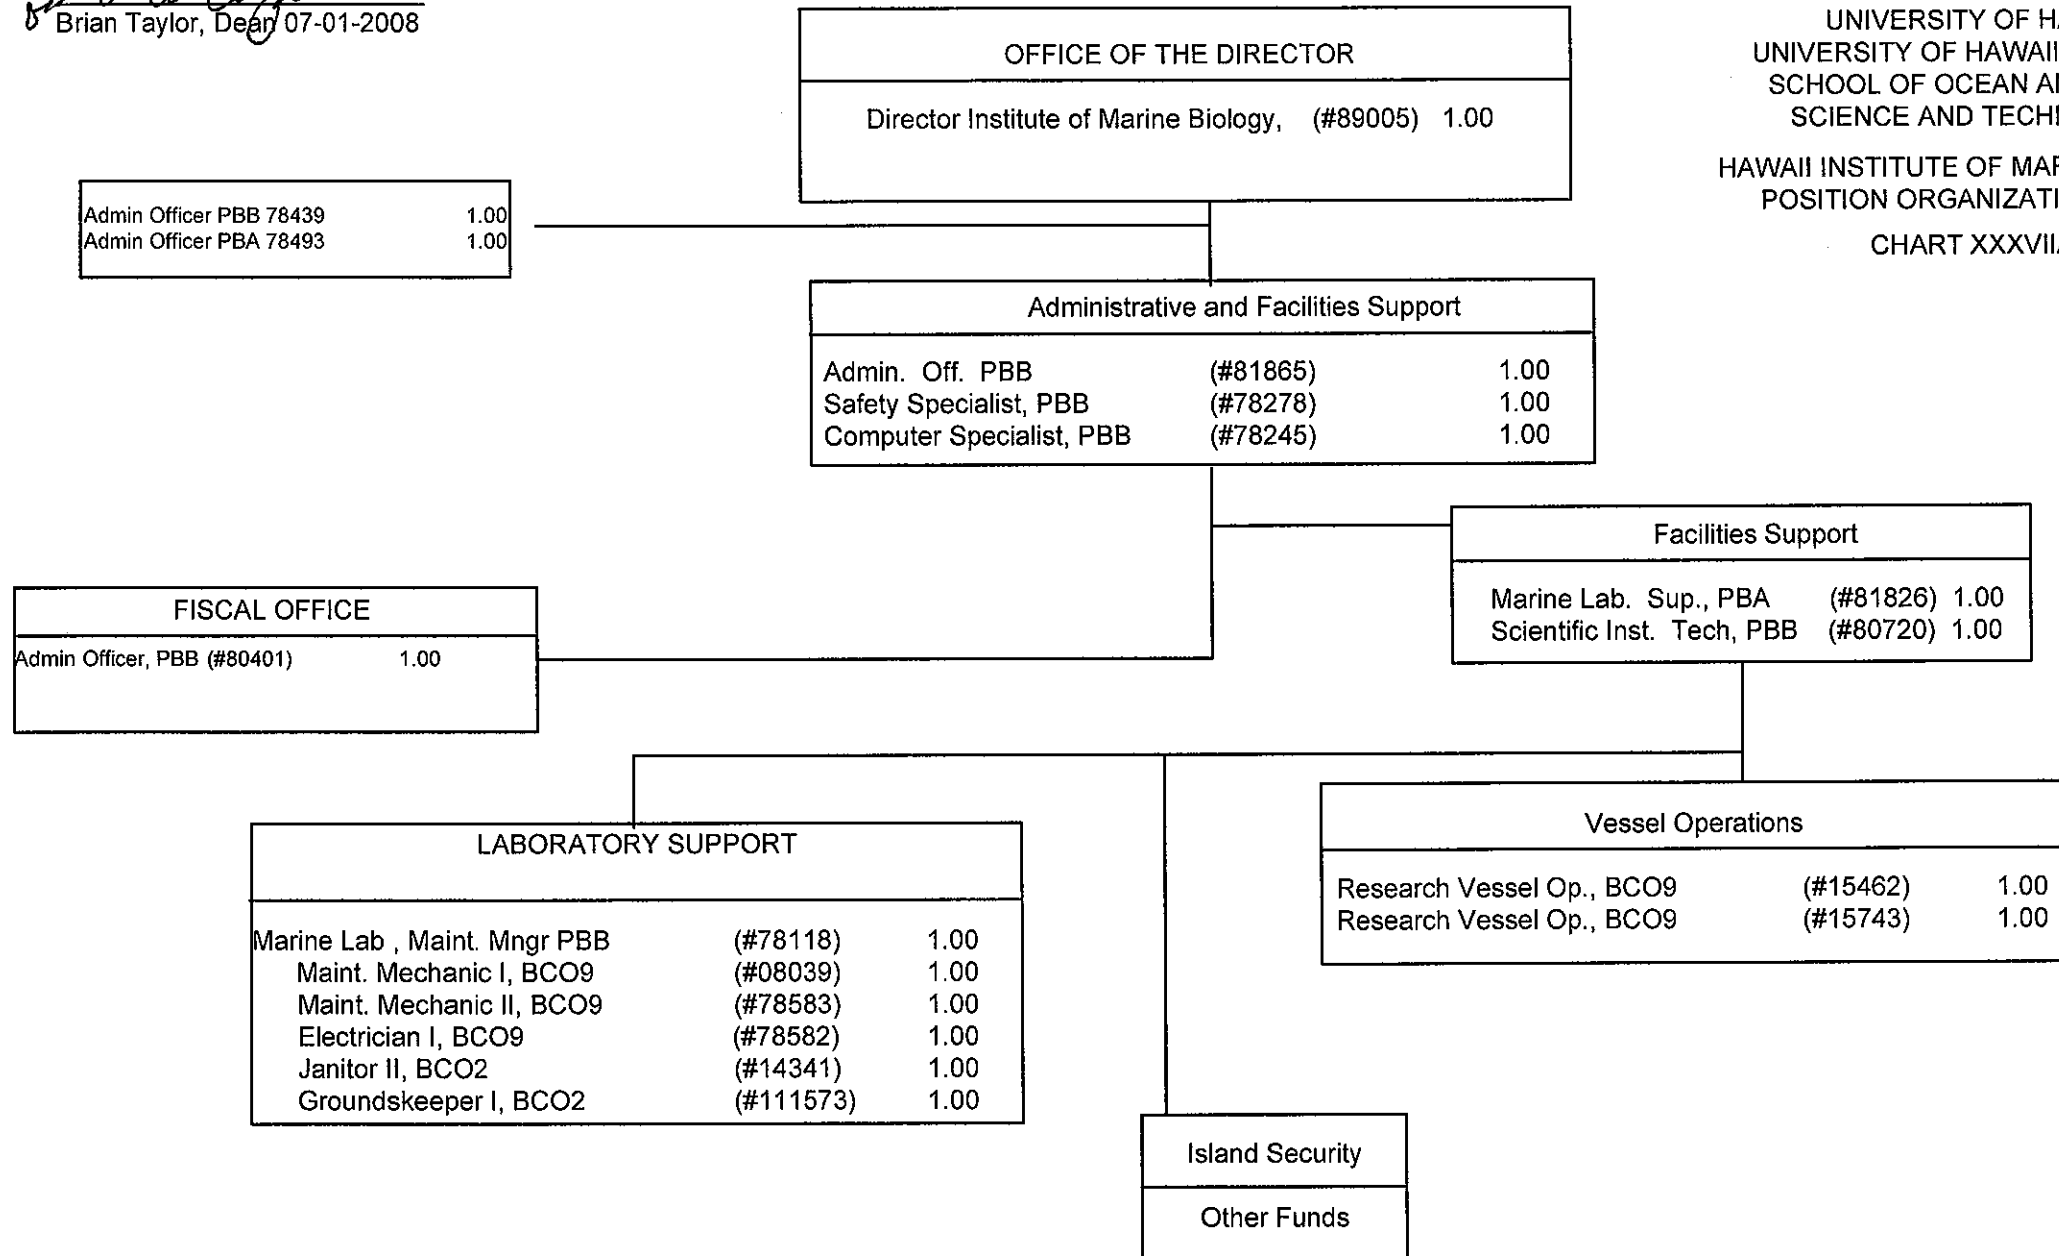 Brian Taylor, Dean 07-01-2008
UNIVERSITY OF HA
UNIVERSITY OF HAWAII
SCHOOL OF OCEAN A
SCIENCE AND TECH
HAWAII INSTITUTE OF MAR
POSITION ORGANIZATI
CHART XXXVII
OFFICE OF THE DIRECTOR
Director Institute of Marine Biology, (#89005) 1.00
Admin Officer PBB 78439 1.00
Admin Officer PBA 78493 1.00
Administrative and Facilities Support
Admin. Off. PBB (#81865) 1.00
Safety Specialist, PBB (#78278) 1.00
Computer Specialist, PBB (#78245) 1.00
Facilities Support
Marine Lab. Sup., PBA (#81826) 1.00
Scientific Inst. Tech, PBB (#80720) 1.00
FISCAL OFFICE
Admin Officer, PBB (#80401) 1.00
LABORATORY SUPPORT
Marine Lab , Maint. Mngr PBB (#78118) 1.00
Maint. Mechanic I, BCO9 (#08039) 1.00
Maint. Mechanic II, BCO9 (#78583) 1.00
Electrician I, BCO9 (#78582) 1.00
Janitor II, BCO2 (#14341) 1.00
Groundskeeper I, BCO2 (#111573) 1.00
Vessel Operations
Research Vessel Op., BCO9 (#15462) 1.00
Research Vessel Op., BCO9 (#15743) 1.00
Island Security
Other Funds